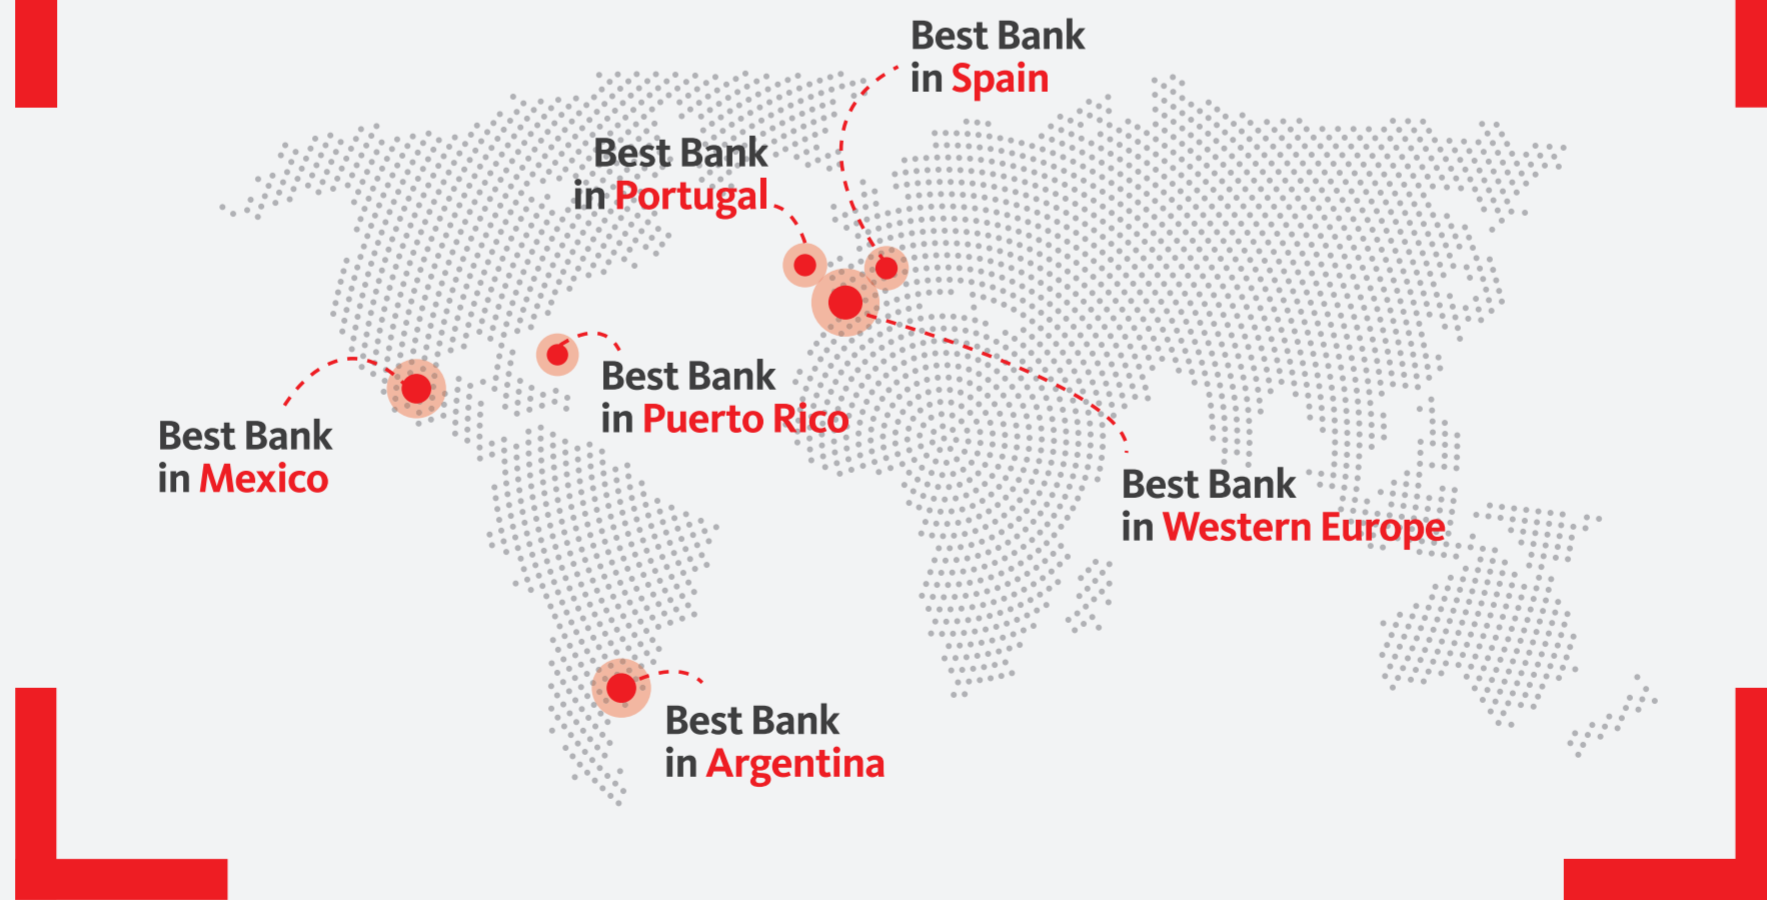 Best Bank
in Spain
Best Bank
in Portugal
Best Bank
in Puerto Rico
Best Bank
in Mexico
Best Bank
in Western Europe
Best Bank
in Argentina